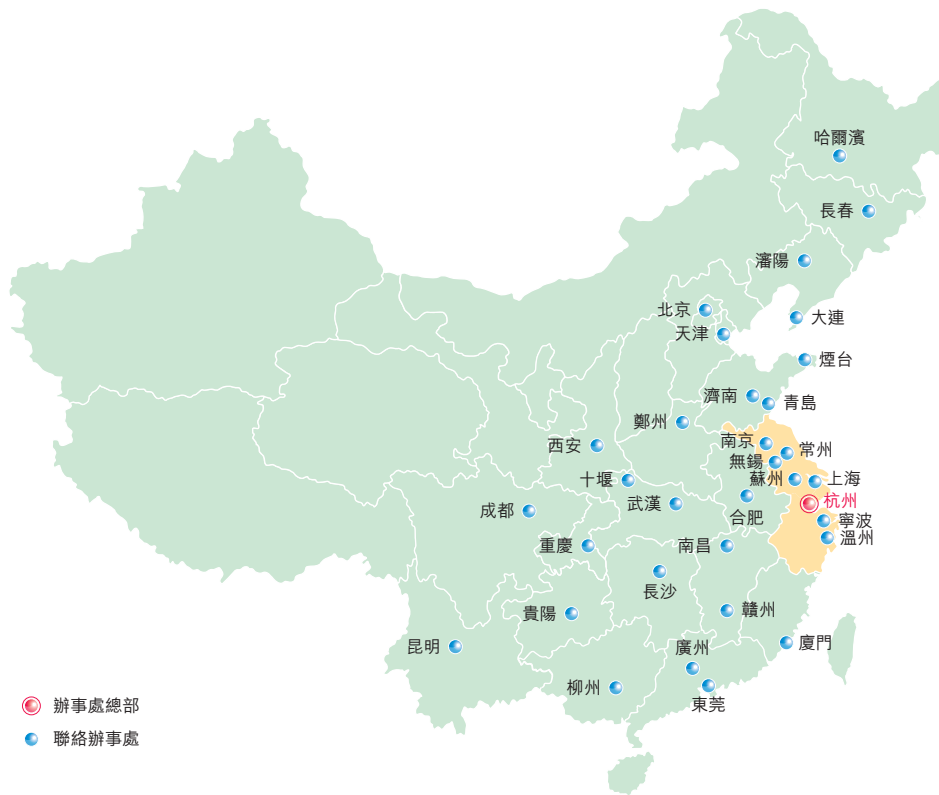 哈爾濱
長春
瀋陽
北京
大連
天津
煙台
濟南
青島
鄭州
南京
西安
常州
無錫
十堰
蘇州
上海
杭州
成都
武漢
合肥
寧波
溫州
重慶
南昌
長沙
貴陽
贛州
昆明
廣州
廈門
柳州
東莞
辦事處總部
聯絡辦事處